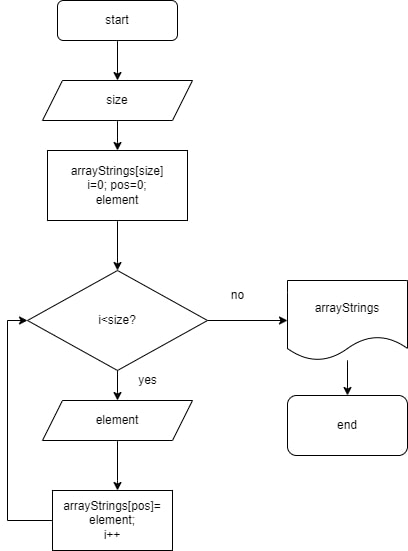 start
size
arrayStrings[size]
i=0; pos=0;
element
i<size?
no
arrayStrings
yes
element
end
arrayStrings[pos]=
element;
i++